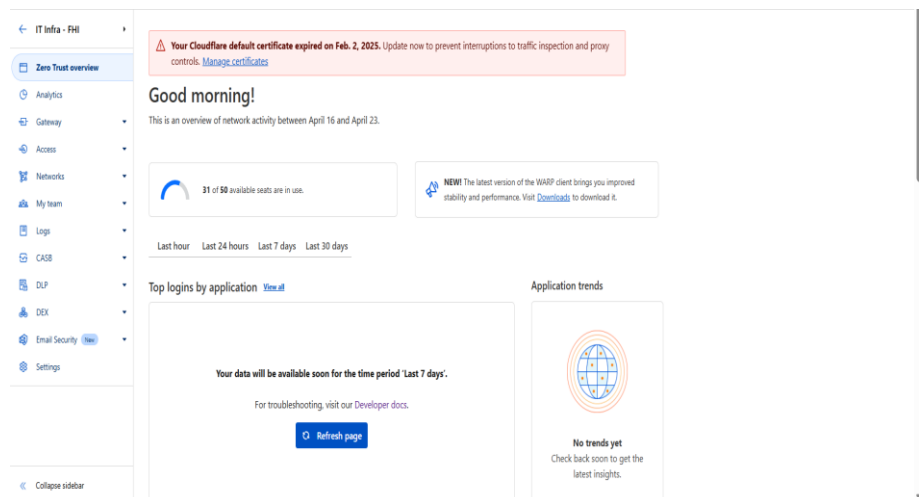 IT Infra - FHI
Zero Trust overview
Analytics
Gateway
Access
Networks
My team
Logs
CASB
DLP
DEX
Email Security New
Settings
Collapse sidebar
Your Cloudflare default certificate expired on Feb. 2, 2025. Update now to prevent interruptions to traffic inspection and proxy
controls. Manage certificates
Good morning!
This is an overview of network activity between April 16 and April 23.
31 of 50 available seats are in use.
NEW! The latest version of the WARP client brings you improved
stability and performance. Visit Downloads to download it.
Last hour Last 24 hours Last 7 days Last 30 days
Top logins by application View all
Your data will be available soon for the time period 'Last 7 days'.
For troubleshooting, visit our Developer docs.
Refresh page
Application trends
No trends yet
Check back soon to get the
latest insights.